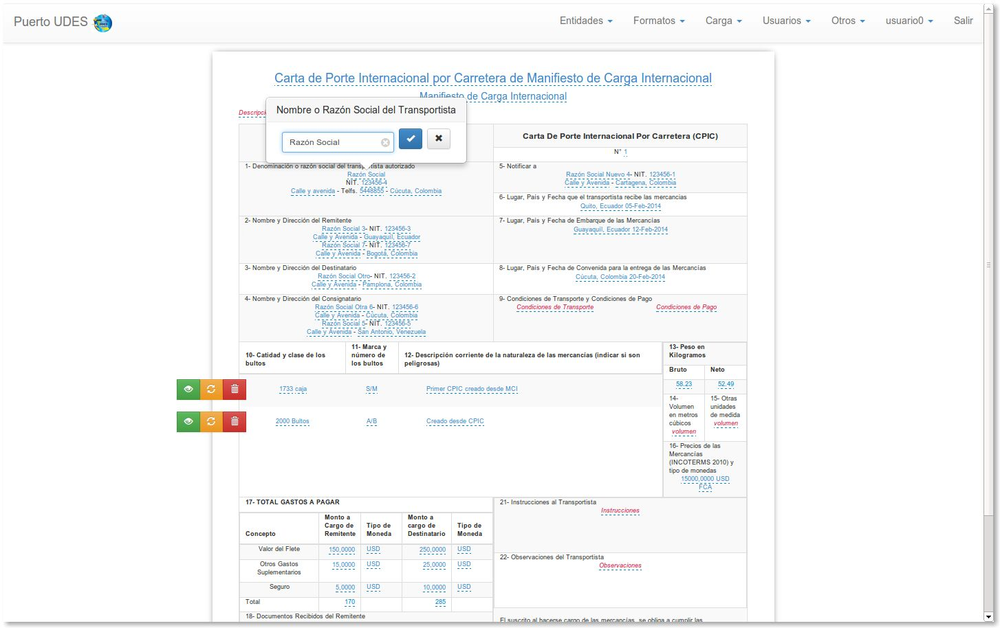 Puerto UDES
Entidades Formatos Carga Usuarios Otros usuario0 Salir
Carta de Porte Internacional por Carretera de Manifiesto de Carga Internacional
Manifiesto de Carga Internacional
Descripci
Nombre o Razón Social del Transportista
Razón Social
Carta De Porte Internacional Por Carretera (CPIC)
N° 1
1- Denominación o razón social del transportista autorizado
Razón Social
NIT. 123456-4
Calle y avenida - Telfs. 5448855 - Cúcuta, Colombia
5- Notificar a
Razón Social Nuevo 4- NIT. 123456-1
Calle y Avenida - Cartagena, Colombia
6- Lugar, País y Fecha que el transportista recibe las mercancias
Quito, Ecuador 05-Feb-2014
2- Nombre y Dirección del Remitente
Razón Social 3- NIT. 123456-3
Calle y Avenida - Guayaquil, Ecuador
Razón Social 7- NIT. 123456-7
Calle y Avenida - Bogotá, Colombia
7- Lugar, País y Fecha de Embarque de las Mercancías
Guayaquíl, Ecuador 12-Feb-2014
3- Nombre y Dirección del Destinatario
Razón Social Otro- NIT. 123456-2
Calle y Avenida - Pamplona, Colombia
8- Lugar, País y Fecha de Convenida para la entrega de las Mercancías
Cúcuta, Colombia 20-Feb-2014
4- Nombre y Dirección del Consignatario
Razón Social Otra 6- NIT. 123456-6
Calle y Avenida - Cúcuta, Colombia
Razón Social 5- NIT. 123456-5
Calle y Avenida - San Antonio, Venezuela
9- Condiciones de Transporte y Condiciones de Pago
Condiciones de Transporte Condiciones de Pago
10- Catidad y clase de los
bultos
11- Marca y
número de
los bultos
12- Descripción corriente de la naturaleza de las mercancías (indicar si son
peligrosas)
13- Peso en
Kilogramos
Bruto Neto
58.23 52.49
1733 caja S/M Primer CPIC creado desde MCI
2000 Bultos A/B Creado desde CPIC
14-
Volumen
en metros
cúbicos
volumen
15- Otras
unidades
de medida
volumen
16- Precios de las
Mercancías
(INCOTERMS 2010) y
tipo de monedas
15000,0000 USD
FCA
17- TOTAL GASTOS A PAGAR
Concepto
Monto a
Cargo de
Remitente
Tipo de
Moneda
Monto a
cargo de
Destinatario
Tipo de
Moneda
Valor del Flete 150,0000 USD 250,0000 USD
Otros Gastos
Suplementarios
15,0000 USD 25,0000 USD
Seguro 5,0000 USD 10,0000 USD
Total 170 285
18- Documentos Recibidos del Remitente
21- Instrucciones al Transportista
Instrucciones
22- Observaciones del Transportista
Observaciones
El suscrito al hacerse cargo de las mercancías, se obliga a cumplir las